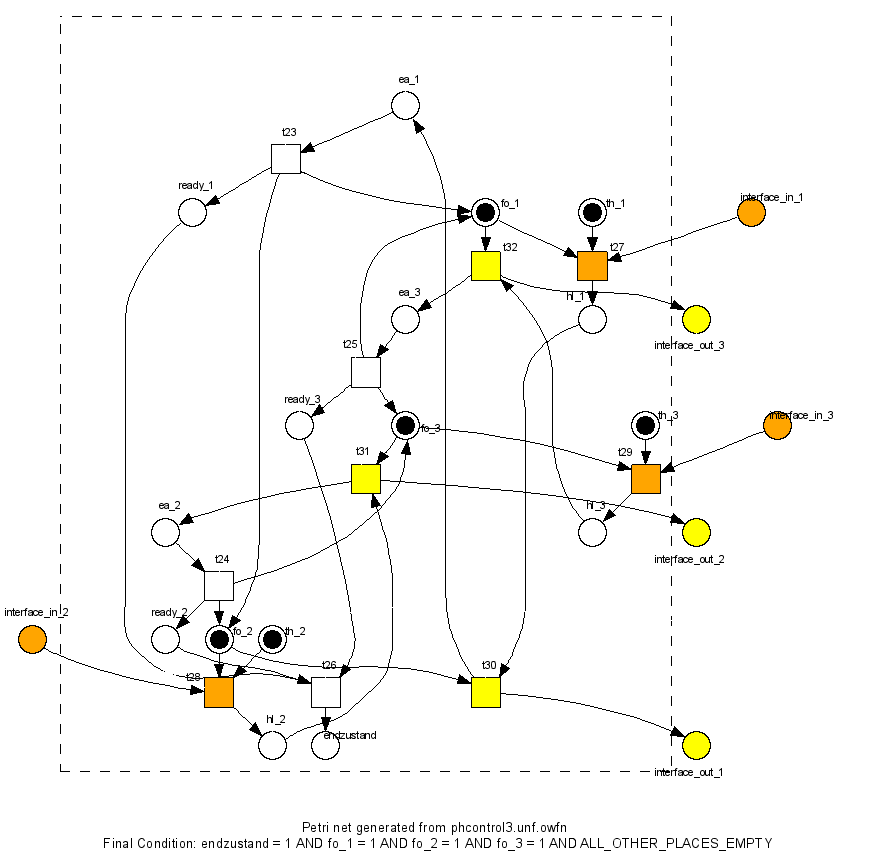 ea_1
t23
ready_1
fo_1
th_1
interface_in_1
t32
t27
ea_3
hl_1
t25
interface_out_3
ready_3
fo_3
th_3
interface_in_3
t31
t29
ea_2
hl_3
t24
interface_out_2
interface_in_2
ready_2
fo_2
th_2
t28
t26
t30
hl_2
endzustand
interface_out_1
Petri net generated from phcontrol3.unf.owfn
Final Condition: endzustand = 1 AND fo_1 = 1 AND fo_2 = 1 AND fo_3 = 1 AND ALL_OTHER_PLACES_EMPTY